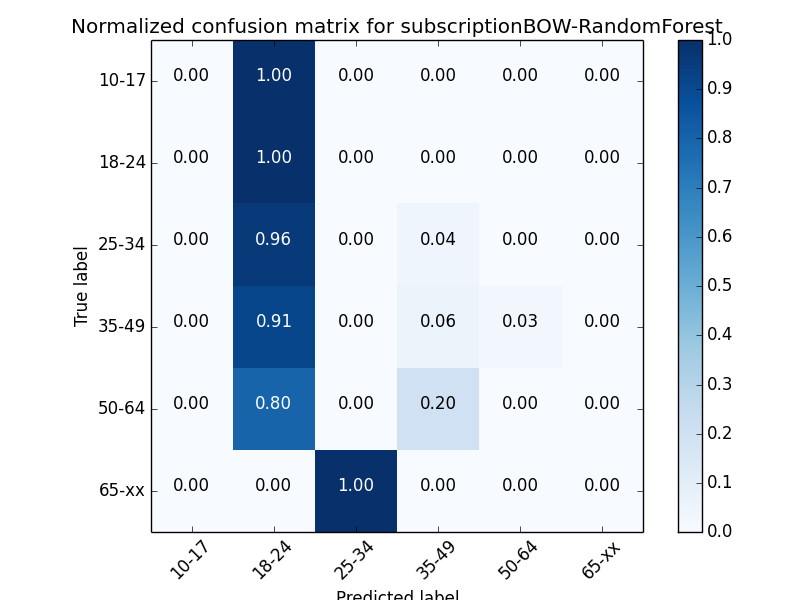 Normalized confusion matrix for subscriptionBOW-RandomForest
True label
10-17 0.00 1.00 0.00 0.00 0.00 0.00
18-24 0.00 1.00 0.00 0.00 0.00 0.00
25-34 0.00 0.96 0.00 0.04 0.00 0.00
35-49 0.00 0.91 0.00 0.06 0.03 0.00
50-64 0.00 0.80 0.00 0.20 0.00 0.00
65-xx 0.00 0.00 1.00 0.00 0.00 0.00
10-17 18-24 25-34 35-49 50-64 65-xx
Predicted label
1.0
0.9
0.8
0.7
0.6
0.5
0.4
0.3
0.2
0.1
0.0